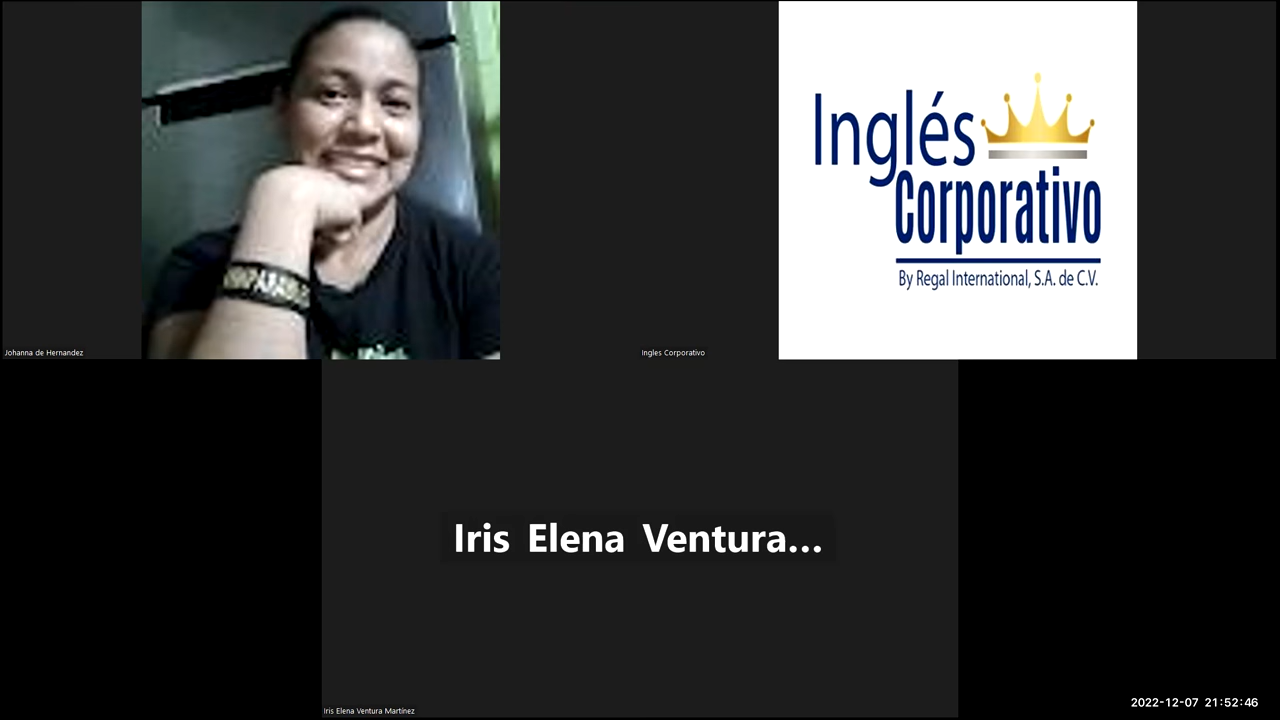 Inglés
Corporativo
By Regal International, S.A. de C.V.
Johanna de Hernandez
Ingles Corporativo
Iris Elena Ventura...
Iris Elena Ventura Martínez
2022-12-07 21:52:46